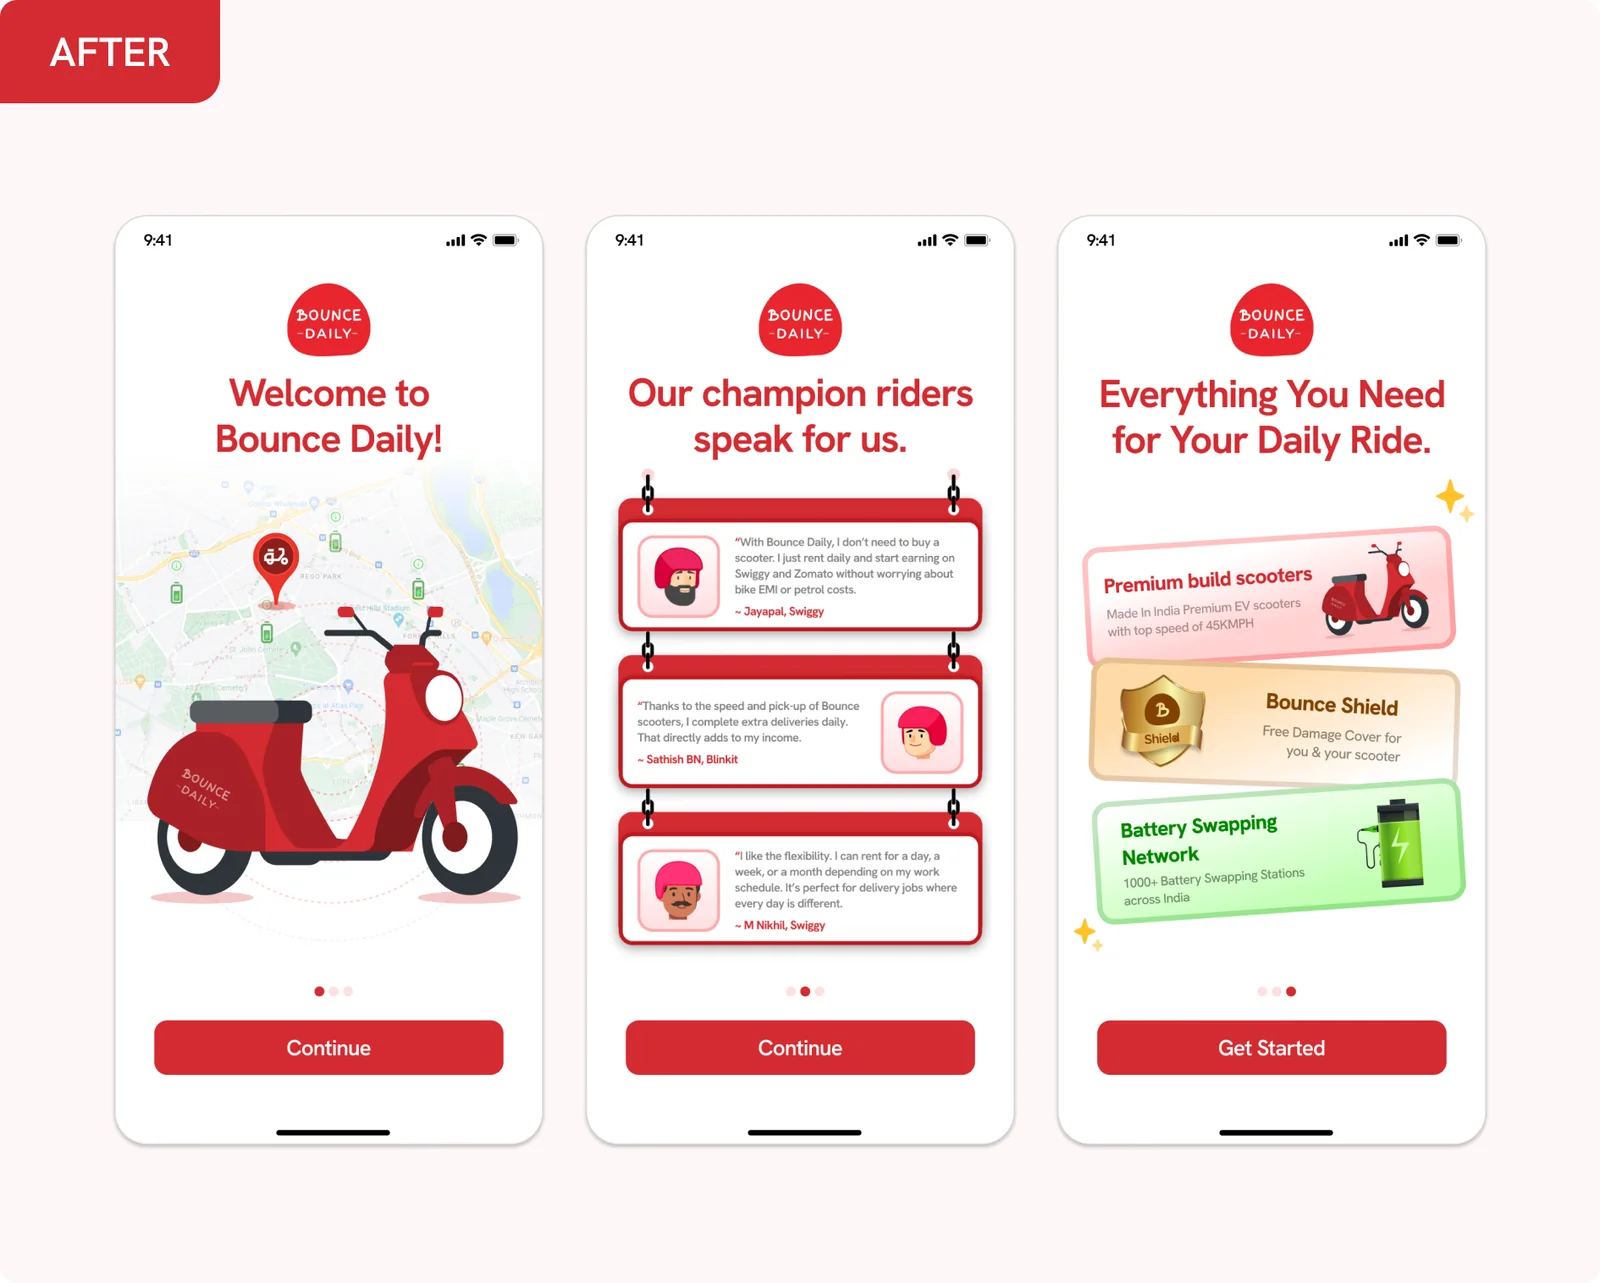 AFTER
9:41
BOUNCE
-DAILY-
Welcome to
Bounce Daily!
REGO PARK
BOUNCE
-DAILY-
Continue
9:41
BOUNCE
-DAILY-
Our champion riders
speak for us.
“With Bounce Daily, I don’t need to buy a
scooter. I just rent daily and start earning on
Swiggy and Zomato without worrying about
bike EMI or petrol costs.
~ Jayapal, Swiggy
“Thanks to the speed and pick-up of Bounce
scooters, I complete extra deliveries daily.
That directly adds to my income.
~ Sathish BN, Blinkit
“I like the flexibility. I can rent for a day, a
week, or a month depending on my work
schedule. It’s perfect for delivery jobs where
every day is different.
~ M Nikhil, Swiggy
Continue
9:41
BOUNCE
-DAILY-
Everything You Need
for Your Daily Ride.
Premium build scooters
Made In India Premium EV scooters
with top speed of 45KMPH
B
Shield
Bounce Shield
Free Damage Cover for
you & your scooter
Battery Swapping
Network
1000+ Battery Swapping Stations
across India
Get Started